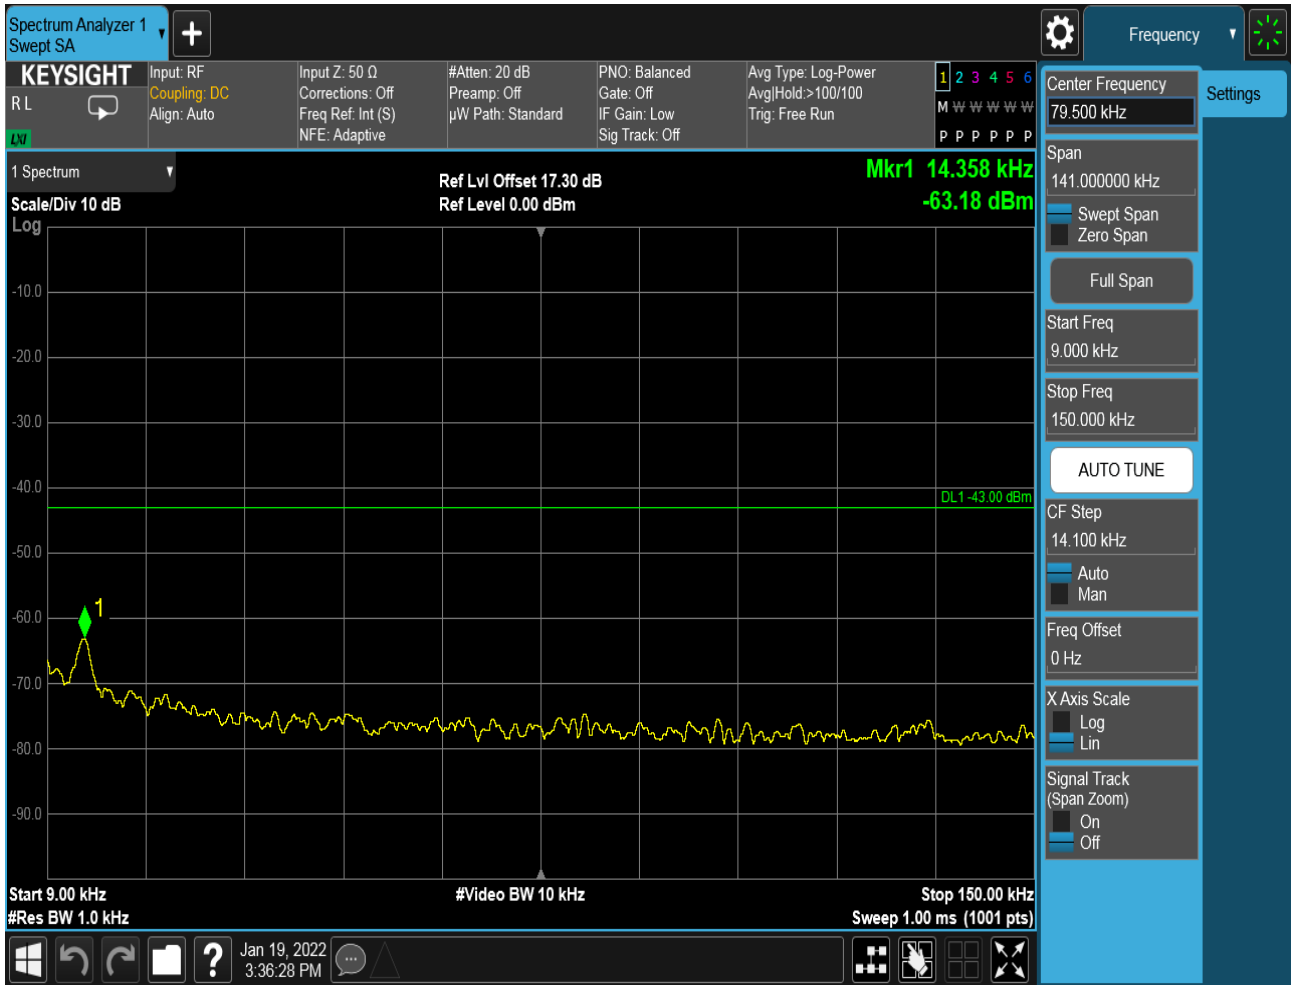 Spectrum Analyzer 1
Swept SA
Frequency
KEYSIGHT
R L
LXI
Input: RF
Coupling: DC
Align: Auto
Input Z: 50 Ω
Corrections: Off
Freq Ref: Int (S)
NFE: Adaptive
#Atten: 20 dB
Preamp: Off
µW Path: Standard
PNO: Balanced
Gate: Off
IF Gain: Low
Sig Track: Off
Avg Type: Log-Power
Avg|Hold:>100/100
Trig: Free Run
1 2 3 4 5 6
M W W W W W
P P P P P P
1 Spectrum
Scale/Div 10 dB
Log
Ref Lvl Offset 17.30 dB
Ref Level 0.00 dBm
Mkr1 14.358 kHz
-63.18 dBm
-10.0
-20.0
-30.0
-40.0
DL1 -43.00 dBm
-50.0
-60.0
1
-70.0
-80.0
-90.0
Start 9.00 kHz
#Res BW 1.0 kHz
#Video BW 10 kHz
Stop 150.00 kHz
Sweep 1.00 ms (1001 pts)
Center Frequency
79.500 kHz
Span
141.000000 kHz
Swept Span
Zero Span
Full Span
Start Freq
9.000 kHz
Stop Freq
150.000 kHz
AUTO TUNE
CF Step
14.100 kHz
Auto
Man
Freq Offset
0 Hz
X Axis Scale
Log
Lin
Signal Track
(Span Zoom)
On
Off
Settings
?
Jan 19, 2022
3:36:28 PM